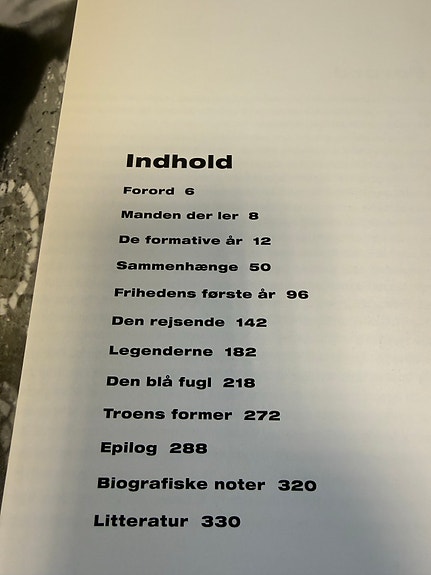 Indhold
Forord 6
Manden der ler 8
De formative år 12
Sammenhænge 50
Frihedens første år 96
Den rejsende 142
Legenderne 182
Den blå fugl 218
Troens former 272
Epilog 288
Biografiske noter 320
Litteratur 330